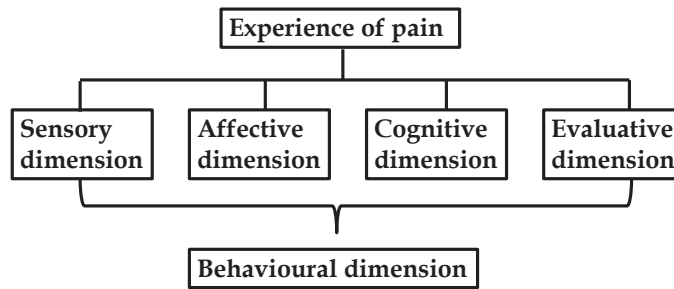 Experience of pain
Sensory
dimension
Affective
dimension
Cognitive
dimension
Evaluative
dimension
Behavioural dimension